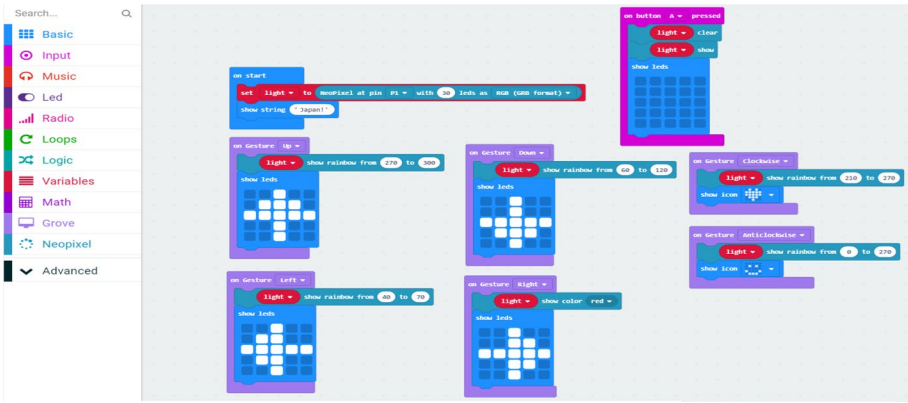 Search...
Basic
Input
Music
Led
Radio
Loops
Logic
Variables
Math
Grove
Neopixel
Advanced
on start
set light to NeoPixel at pin P1 with 30 leds as RGB (GRB format)
show string "Japan!"
on button A pressed
light clear
light show
show leds
on Gesture Up
light show rainbow from 270 to 300
show leds
on Gesture Down
light show rainbow from 60 to 120
show leds
on Gesture Clockwise
light show rainbow from 210 to 270
show icon
on Gesture Anticlockwise
light show rainbow from 0 to 270
show icon
on Gesture Left
light show rainbow from 40 to 70
show leds
on Gesture Right
light show color red
show leds